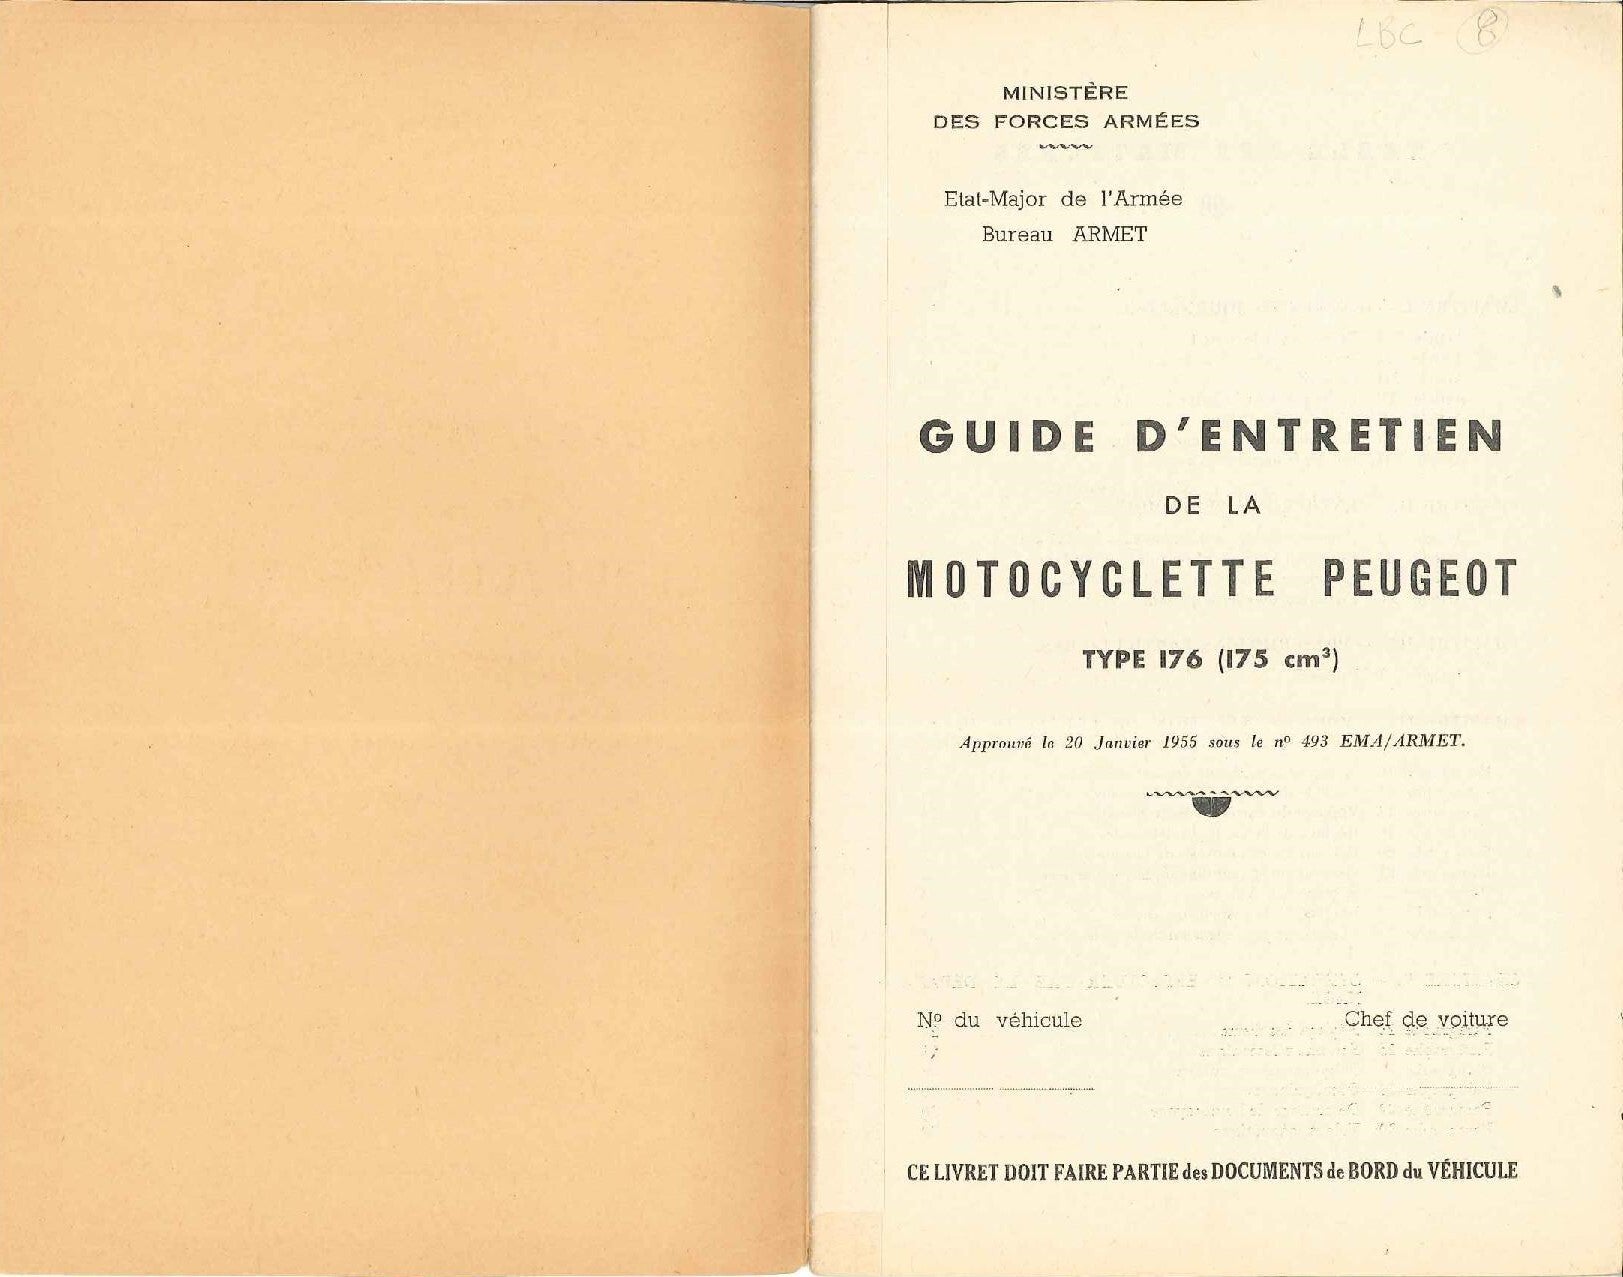 LBC 8
MINISTÈRE
DES FORCES ARMÉES
Etat-Major de l'Armée
Bureau ARMET
GUIDE D'ENTRETIEN
DE LA
MOTOCYCLETTE PEUGEOT
TYPE 176 (175 cm³)
Approuvé le 20 Janvier 1955 sous le nº 493 EMA/ARMET.
Nº du véhicule Chef de voiture
CE LIVRET DOIT FAIRE PARTIE des DOCUMENTS de BORD du VÉHICULE